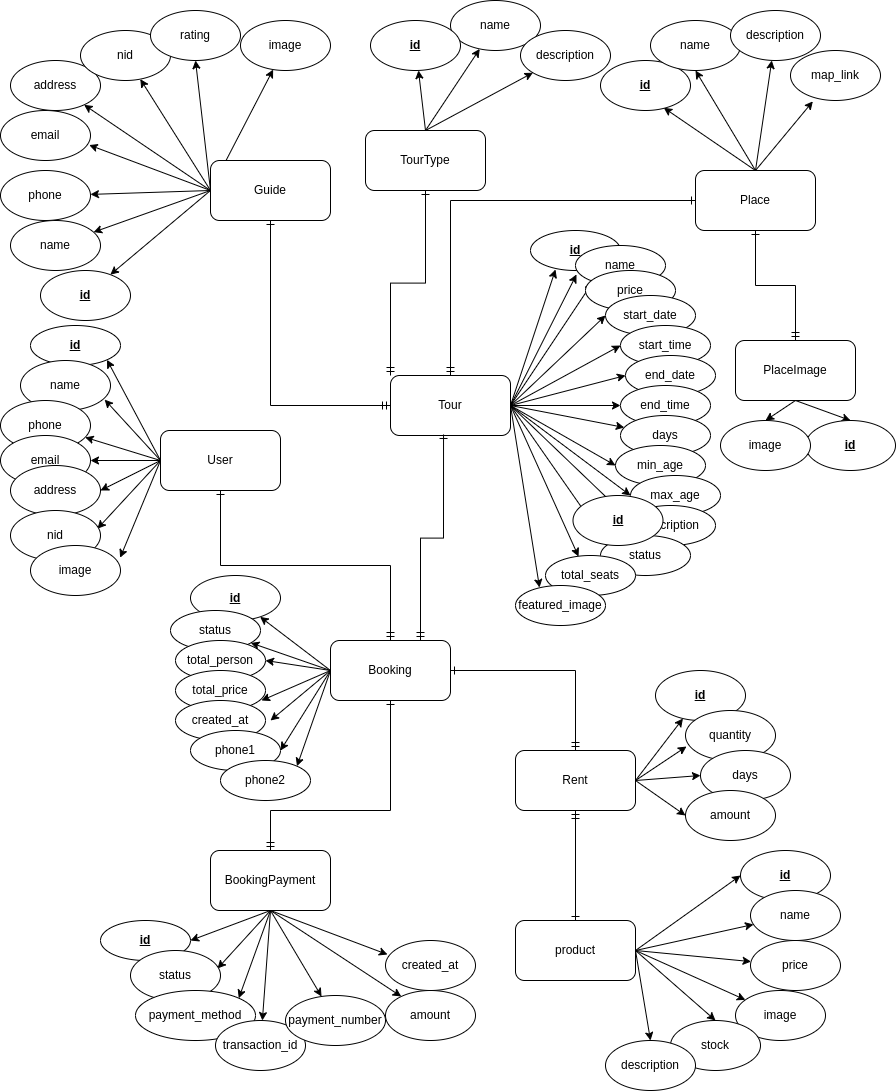 rating
nid
image
address
email
phone
name
id
Guide
id
name
description
TourType
id
name
description
map_link
Place
id
name
price
start_date
start_time
end_date
end_time
days
min_age
max_age
id
status
total_seats
featured_image
Tour
PlaceImage
image
id
id
name
phone
email
address
nid
image
User
id
status
total_person
total_price
created_at
phone1
phone2
Booking
id
quantity
days
amount
Rent
BookingPayment
id
status
payment_method
transaction_id
payment_number
amount
created_at
product
id
name
price
image
stock
description